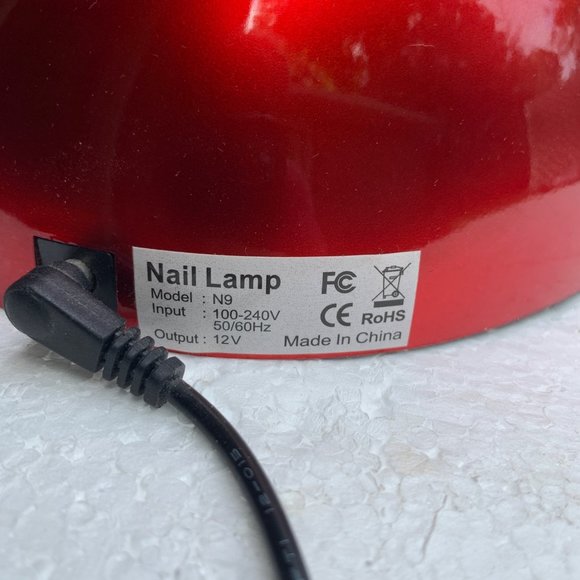 Nail Lamp
Model : N9
Input : 100-240V
50/60Hz
Output : 12V
FC
CE RoHS
Made In China